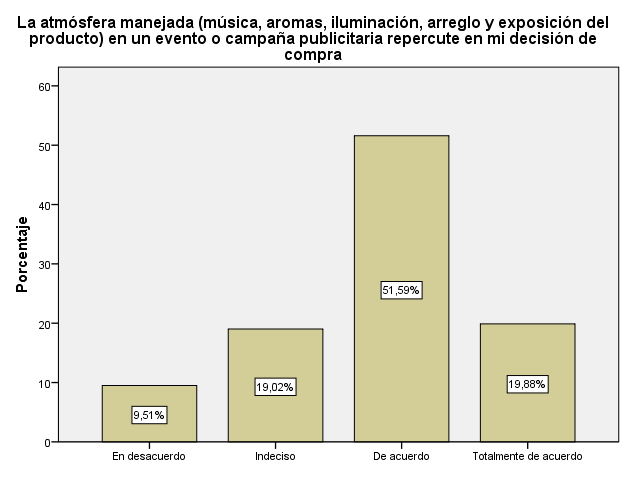 La atmósfera manejada (música, aromas, iluminación, arreglo y exposición del
producto) en un evento o campaña publicitaria repercute en mi decisión de
compra
Porcentaje
60
50
40
30
20
10
0
9,51%
19,02%
51,59%
19,88%
En desacuerdo
Indeciso
De acuerdo
Totalmente de acuerdo